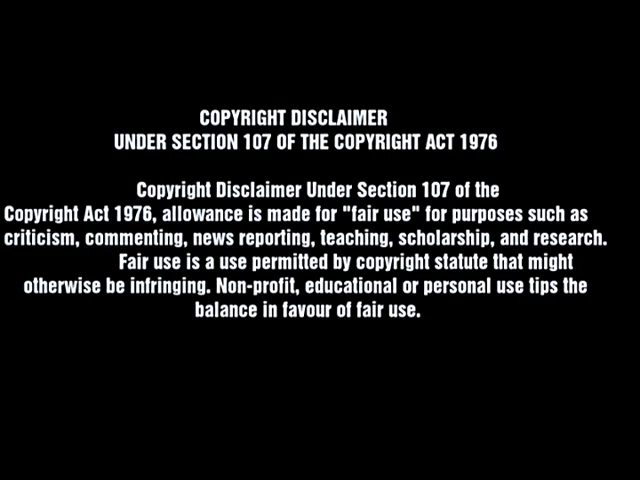 COPYRIGHT DISCLAIMER
UNDER SECTION 107 OF THE COPYRIGHT ACT 1976
Copyright Disclaimer Under Section 107 of the
Copyright Act 1976, allowance is made for "fair use" for purposes such as
criticism, commenting, news reporting, teaching, scholarship, and research.
Fair use is a use permitted by copyright statute that might
otherwise be infringing. Non-profit, educational or personal use tips the
balance in favour of fair use.